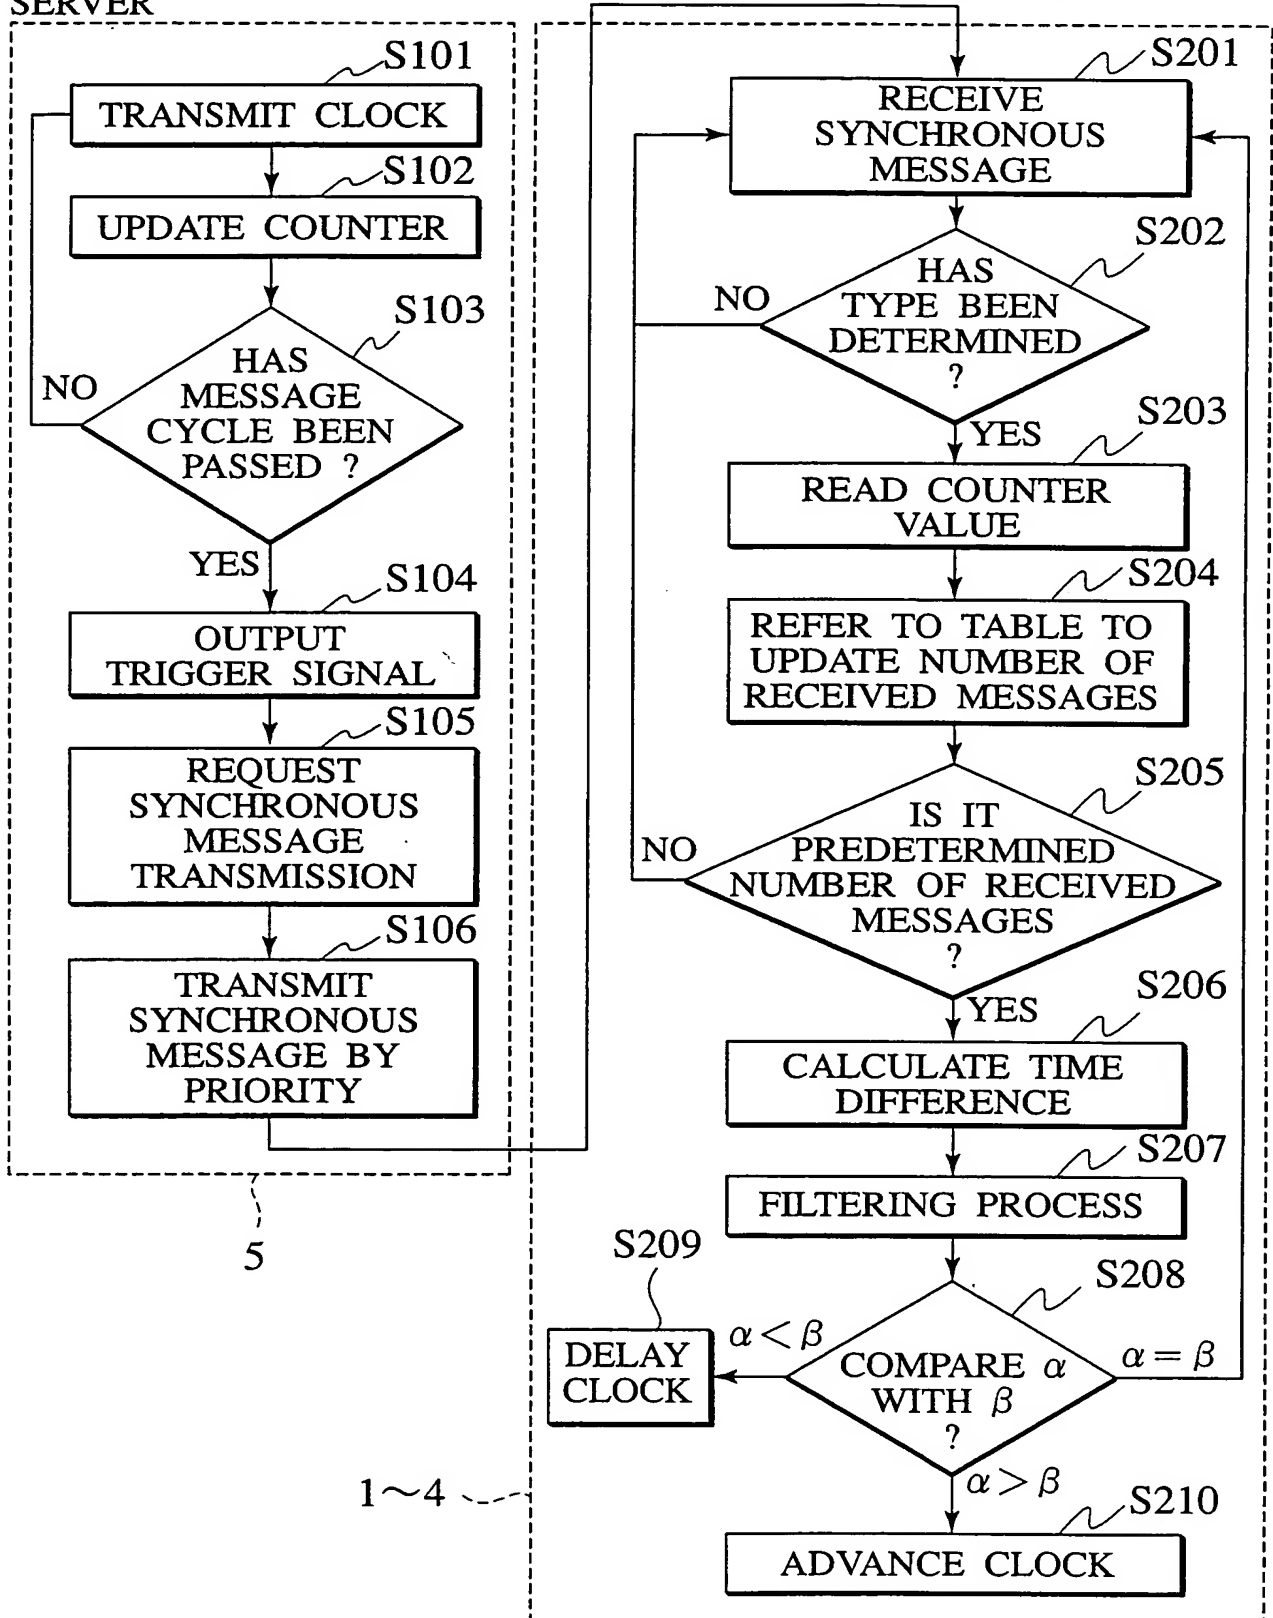 SERVER
S101
TRANSMIT CLOCK
S102
UPDATE COUNTER
S103
HAS
MESSAGE
CYCLE BEEN
PASSED ?
NO
YES
S104
OUTPUT
TRIGGER SIGNAL
S105
REQUEST
SYNCHRONOUS
MESSAGE
TRANSMISSION
S106
TRANSMIT
SYNCHRONOUS
MESSAGE BY
PRIORITY
5
S201
RECEIVE
SYNCHRONOUS
MESSAGE
S202
HAS
TYPE BEEN
DETERMINED
?
NO
YES
S203
READ COUNTER
VALUE
S204
REFER TO TABLE TO
UPDATE NUMBER OF
RECEIVED MESSAGES
S205
IS IT
PREDETERMINED
NUMBER OF RECEIVED
MESSAGES
?
NO
YES
S206
CALCULATE TIME
DIFFERENCE
S207
FILTERING PROCESS
S208
COMPARE α
WITH β
?
α < β
α = β
α > β
S209
DELAY
CLOCK
S210
ADVANCE CLOCK
1~4